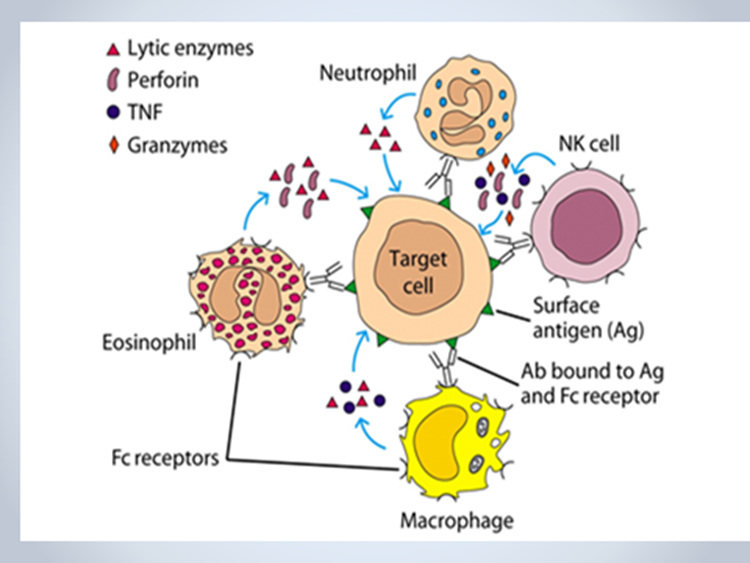 Lytic enzymes
Perforin
TNF
Granzymes
Neutrophil
NK cell
Target
cell
Surface
antigen (Ag)
Eosinophil
Ab bound to Ag
and Fc receptor
Fc receptors
Macrophage